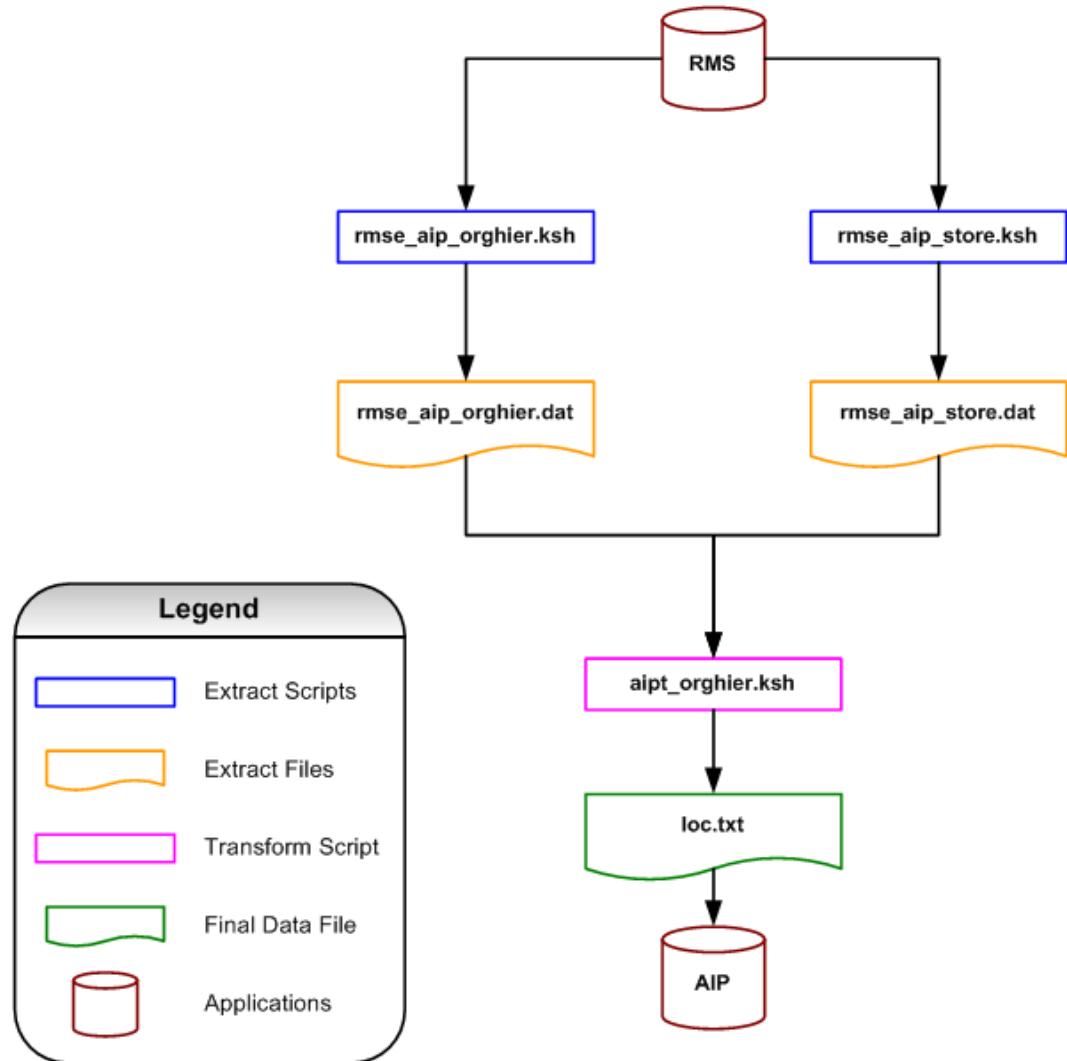 RMS
rmse_aip_orghier.ksh
rmse_aip_store.ksh
rmse_aip_orghier.dat
rmse_aip_store.dat
aipt_orghier.ksh
loc.txt
AIP
Legend
Extract Scripts
Extract Files
Transform Script
Final Data File
Applications